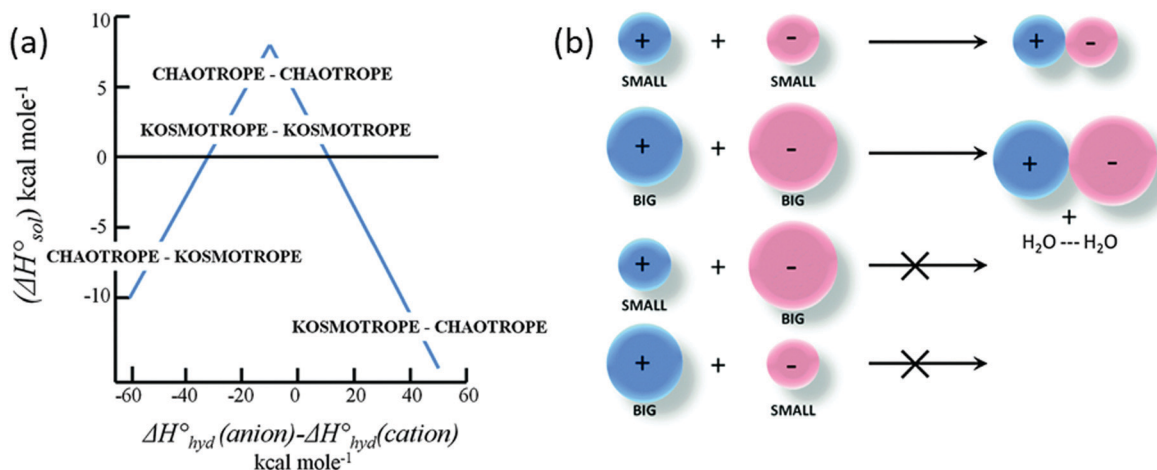 (a)
10
5
0
-5
-10
(ΔH°sol) kcal mole-1
CHAOTROPE - CHAOTROPE
KOSMOTROPE - KOSMOTROPE
CHAOTROPE - KOSMOTROPE
KOSMOTROPE - CHAOTROPE
-60 -40 -20 0 20 40 60
ΔH°hyd (anion)-ΔH°hyd(cation)
kcal mole-1
(b)
+ + - + -
SMALL SMALL
+ + - + -
BIG BIG
+
H2O --- H2O
+ + -
SMALL BIG
+ + -
BIG SMALL